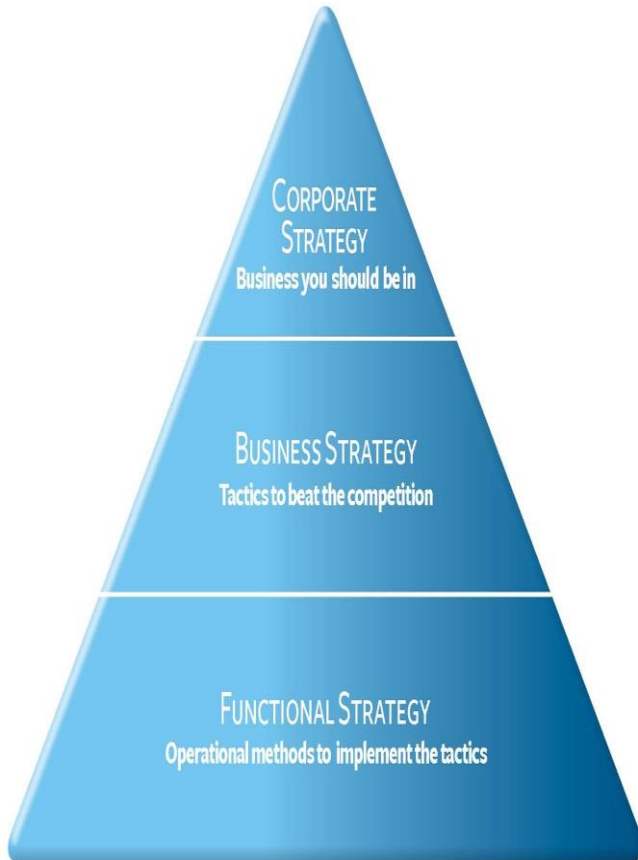 CORPORATE
STRATEGY
Business you should be in
BUSINESS STRATEGY
Tactics to beat the competition
FUNCTIONAL STRATEGY
Operational methods to implement the tactics